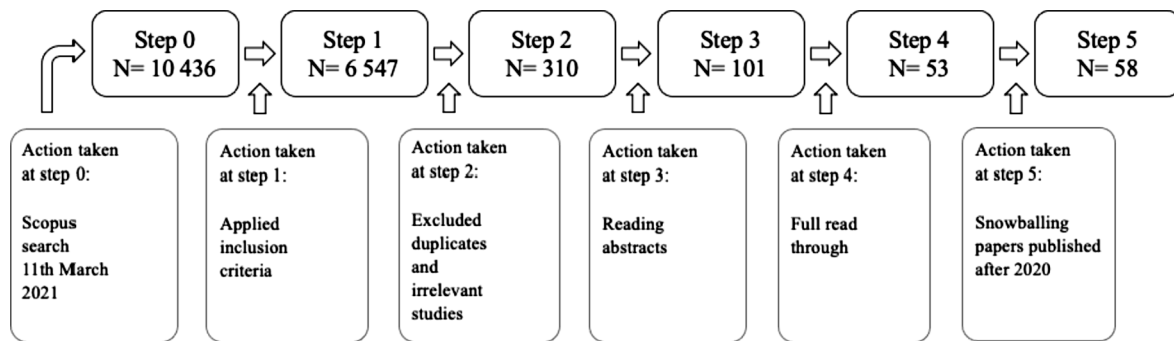 Step 0
N= 10 436
Step 1
N= 6 547
Step 2
N= 310
Step 3
N= 101
Step 4
N= 53
Step 5
N= 58
Action taken
at step 0:
Scopus
search
11th March
2021
Action taken
at step 1:
Applied
inclusion
criteria
Action taken
at step 2:
Excluded
duplicates
and
irrelevant
studies
Action taken
at step 3:
Reading
abstracts
Action taken
at step 4:
Full read
through
Action taken
at step 5:
Snowballing
papers published
after 2020